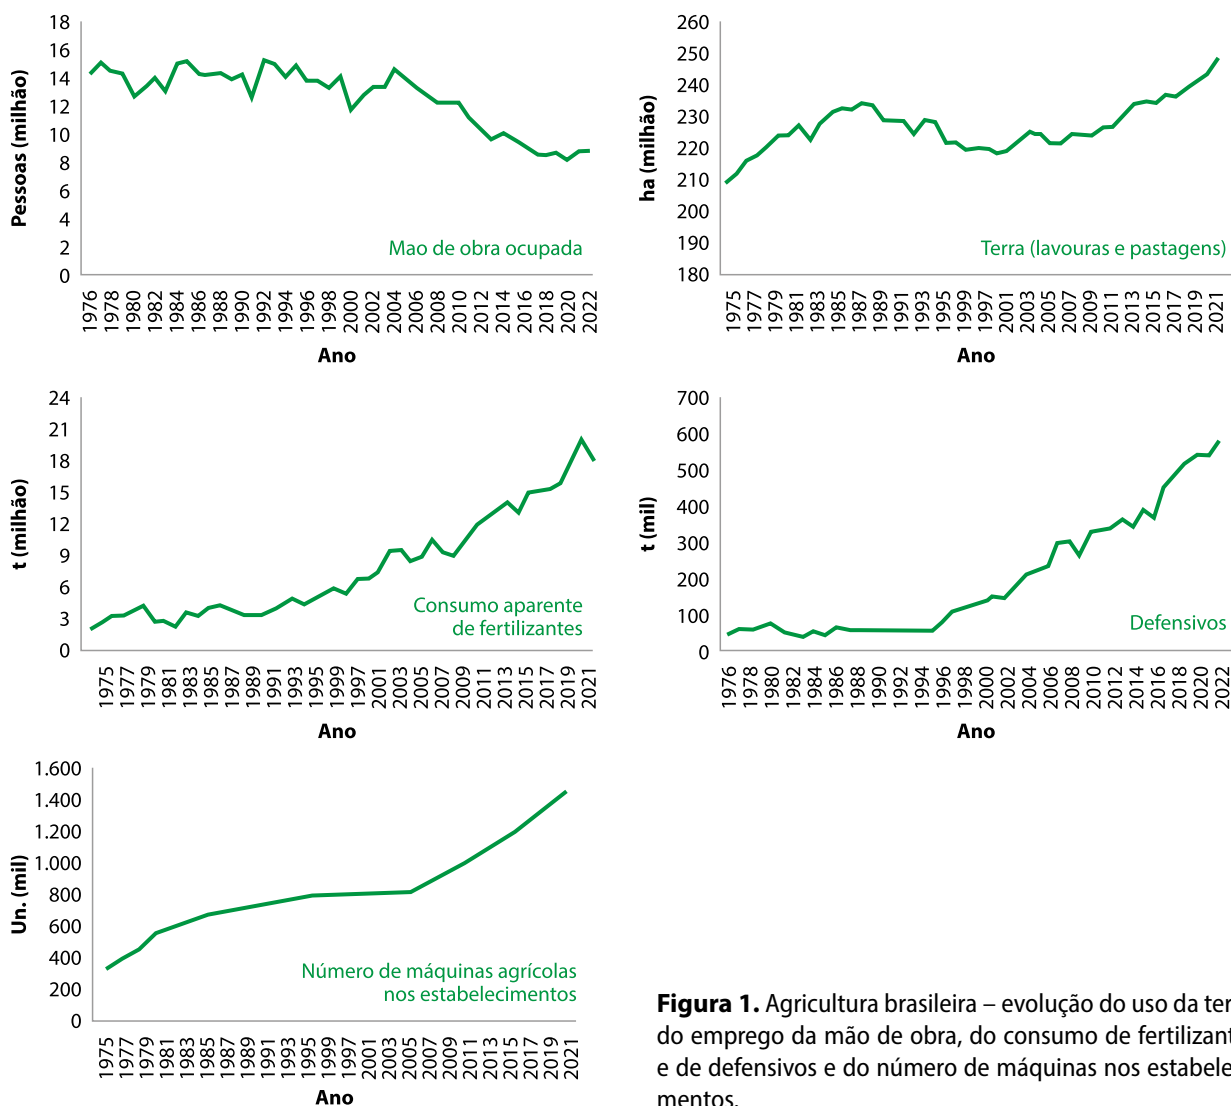 18
16
14
12
10
8
6
4
2
0
Pessoas (milhão)
Mao de obra ocupada
1976 1978 1980 1982 1984 1986 1988 1990 1992 1994 1996 1998 2000 2002 2004 2006 2008 2010 2012 2014 2016 2018 2020 2022
Ano
260
250
240
230
220
210
200
190
180
ha (milhão)
Terra (lavouras e pastagens)
1975 1977 1979 1981 1983 1985 1987 1989 1991 1993 1995 1999 1997 2001 2003 2005 2007 2009 2011 2013 2015 2017 2019 2021
Ano
24
21
18
15
12
9
6
3
0
t (milhão)
Consumo aparente
de fertilizantes
1975 1977 1979 1981 1983 1985 1987 1989 1991 1993 1995 1997 1999 2001 2003 2005 2007 2009 2011 2013 2015 2017 2019 2021
Ano
700
600
500
400
300
200
100
0
t (mil)
Defensivos
1976 1978 1980 1982 1984 1986 1988 1990 1992 1994 1996 1998 2000 2002 2004 2006 2008 2010 2012 2014 2016 2018 2020 2022
Ano
1.600
1.400
1.200
1.000
800
600
400
200
0
Un. (mil)
Número de máquinas agrícolas
nos estabelecimentos
1975 1977 1979 1981 1983 1985 1987 1991 1993 1995 1997 1999 2001 2003 2005 2007 2009 2011 2013 2015 2017 2019 2021
Ano
Figura 1. Agricultura brasileira – evolução do uso da ter
do emprego da mão de obra, do consumo de fertilizant
e de defensivos e do número de máquinas nos estabele
mentos.